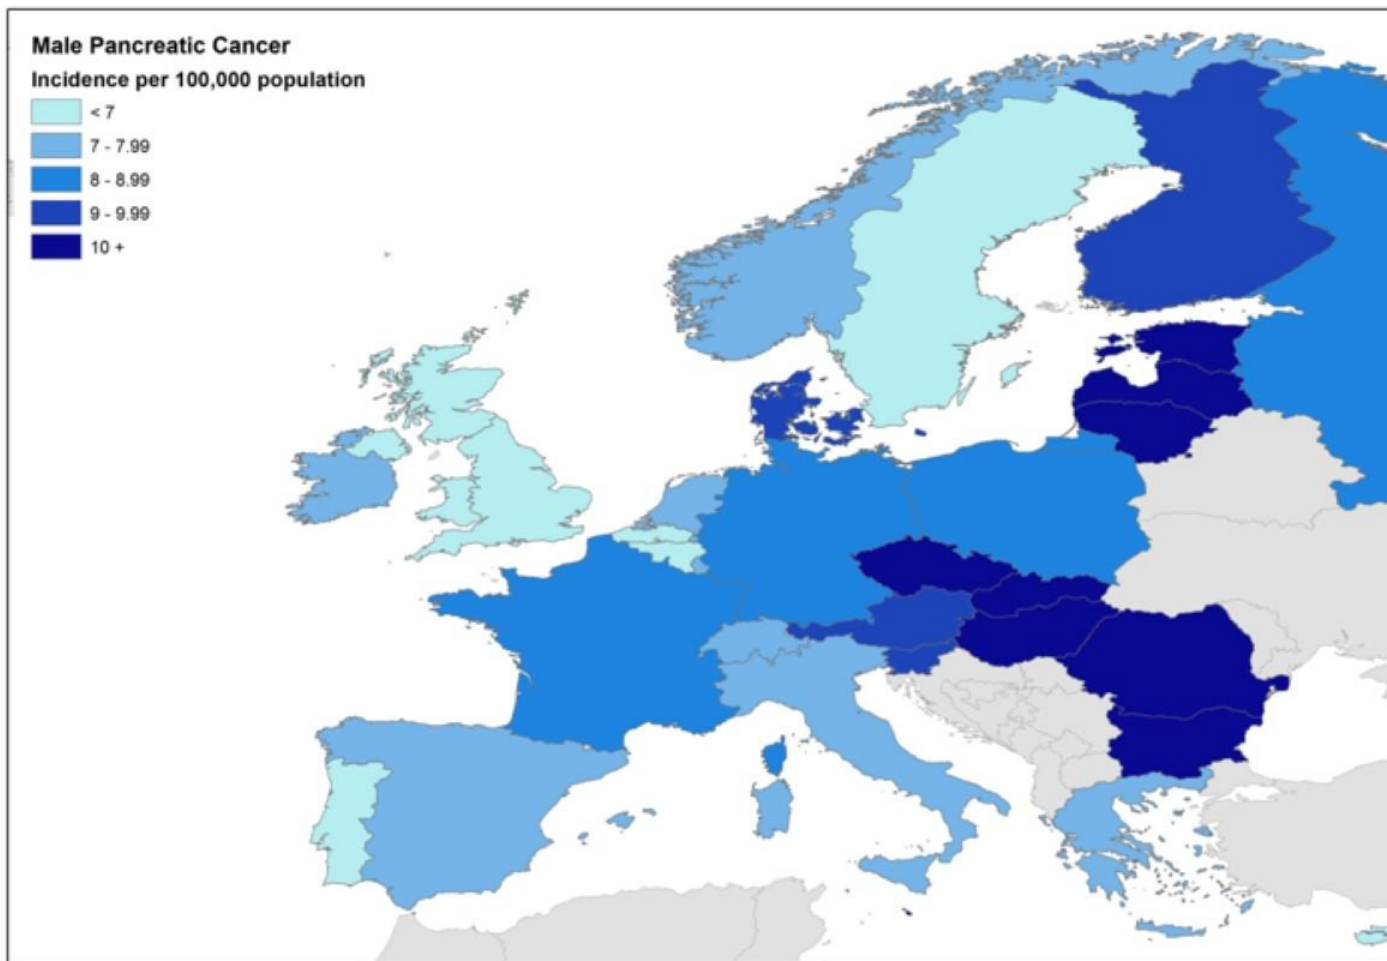 Male Pancreatic Cancer
Incidence per 100,000 population
< 7
7 - 7.99
8 - 8.99
9 - 9.99
10 +